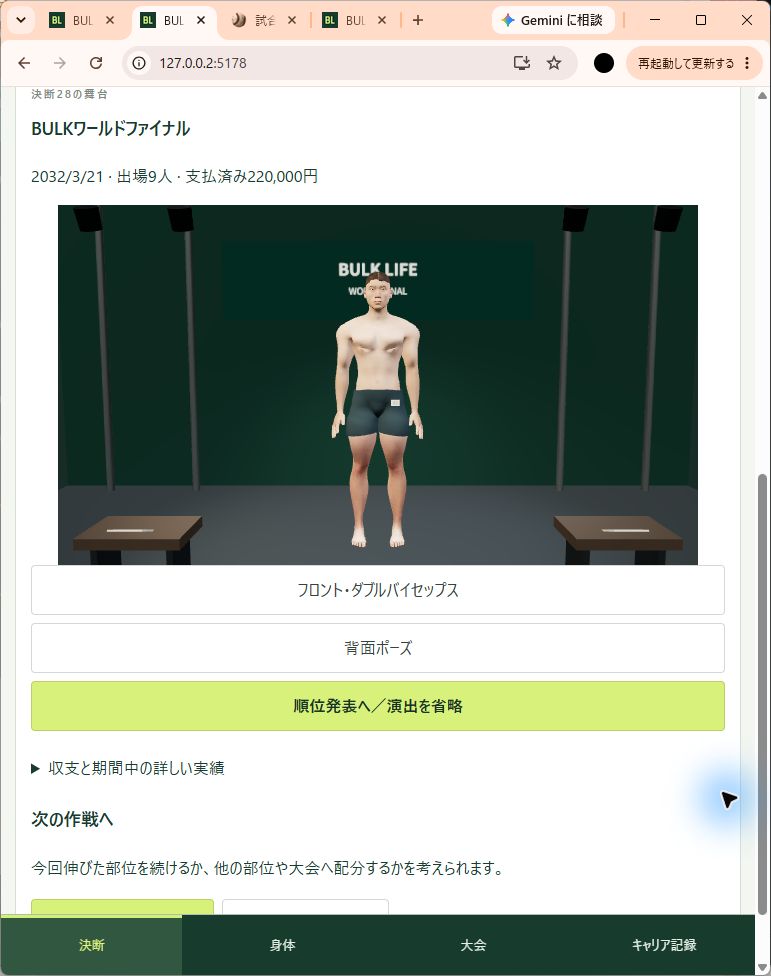 BL BUL
BL BUL
試合
BL BUL
Gemini に相談
127.0.0.2:5178
再起動して更新する
決断28の舞台
BULKワールドファイナル
2032/3/21 · 出場9人 · 支払済み220,000円
BULK LIFE
フロント・ダブルバイセップス
背面ポーズ
順位発表へ／演出を省略
収支と期間中の詳しい実績
次の作戦へ
今回伸びた部位を続けるか、他の部位や大会へ配分するかを考えられます。
決断
身体
大会
キャリア記録